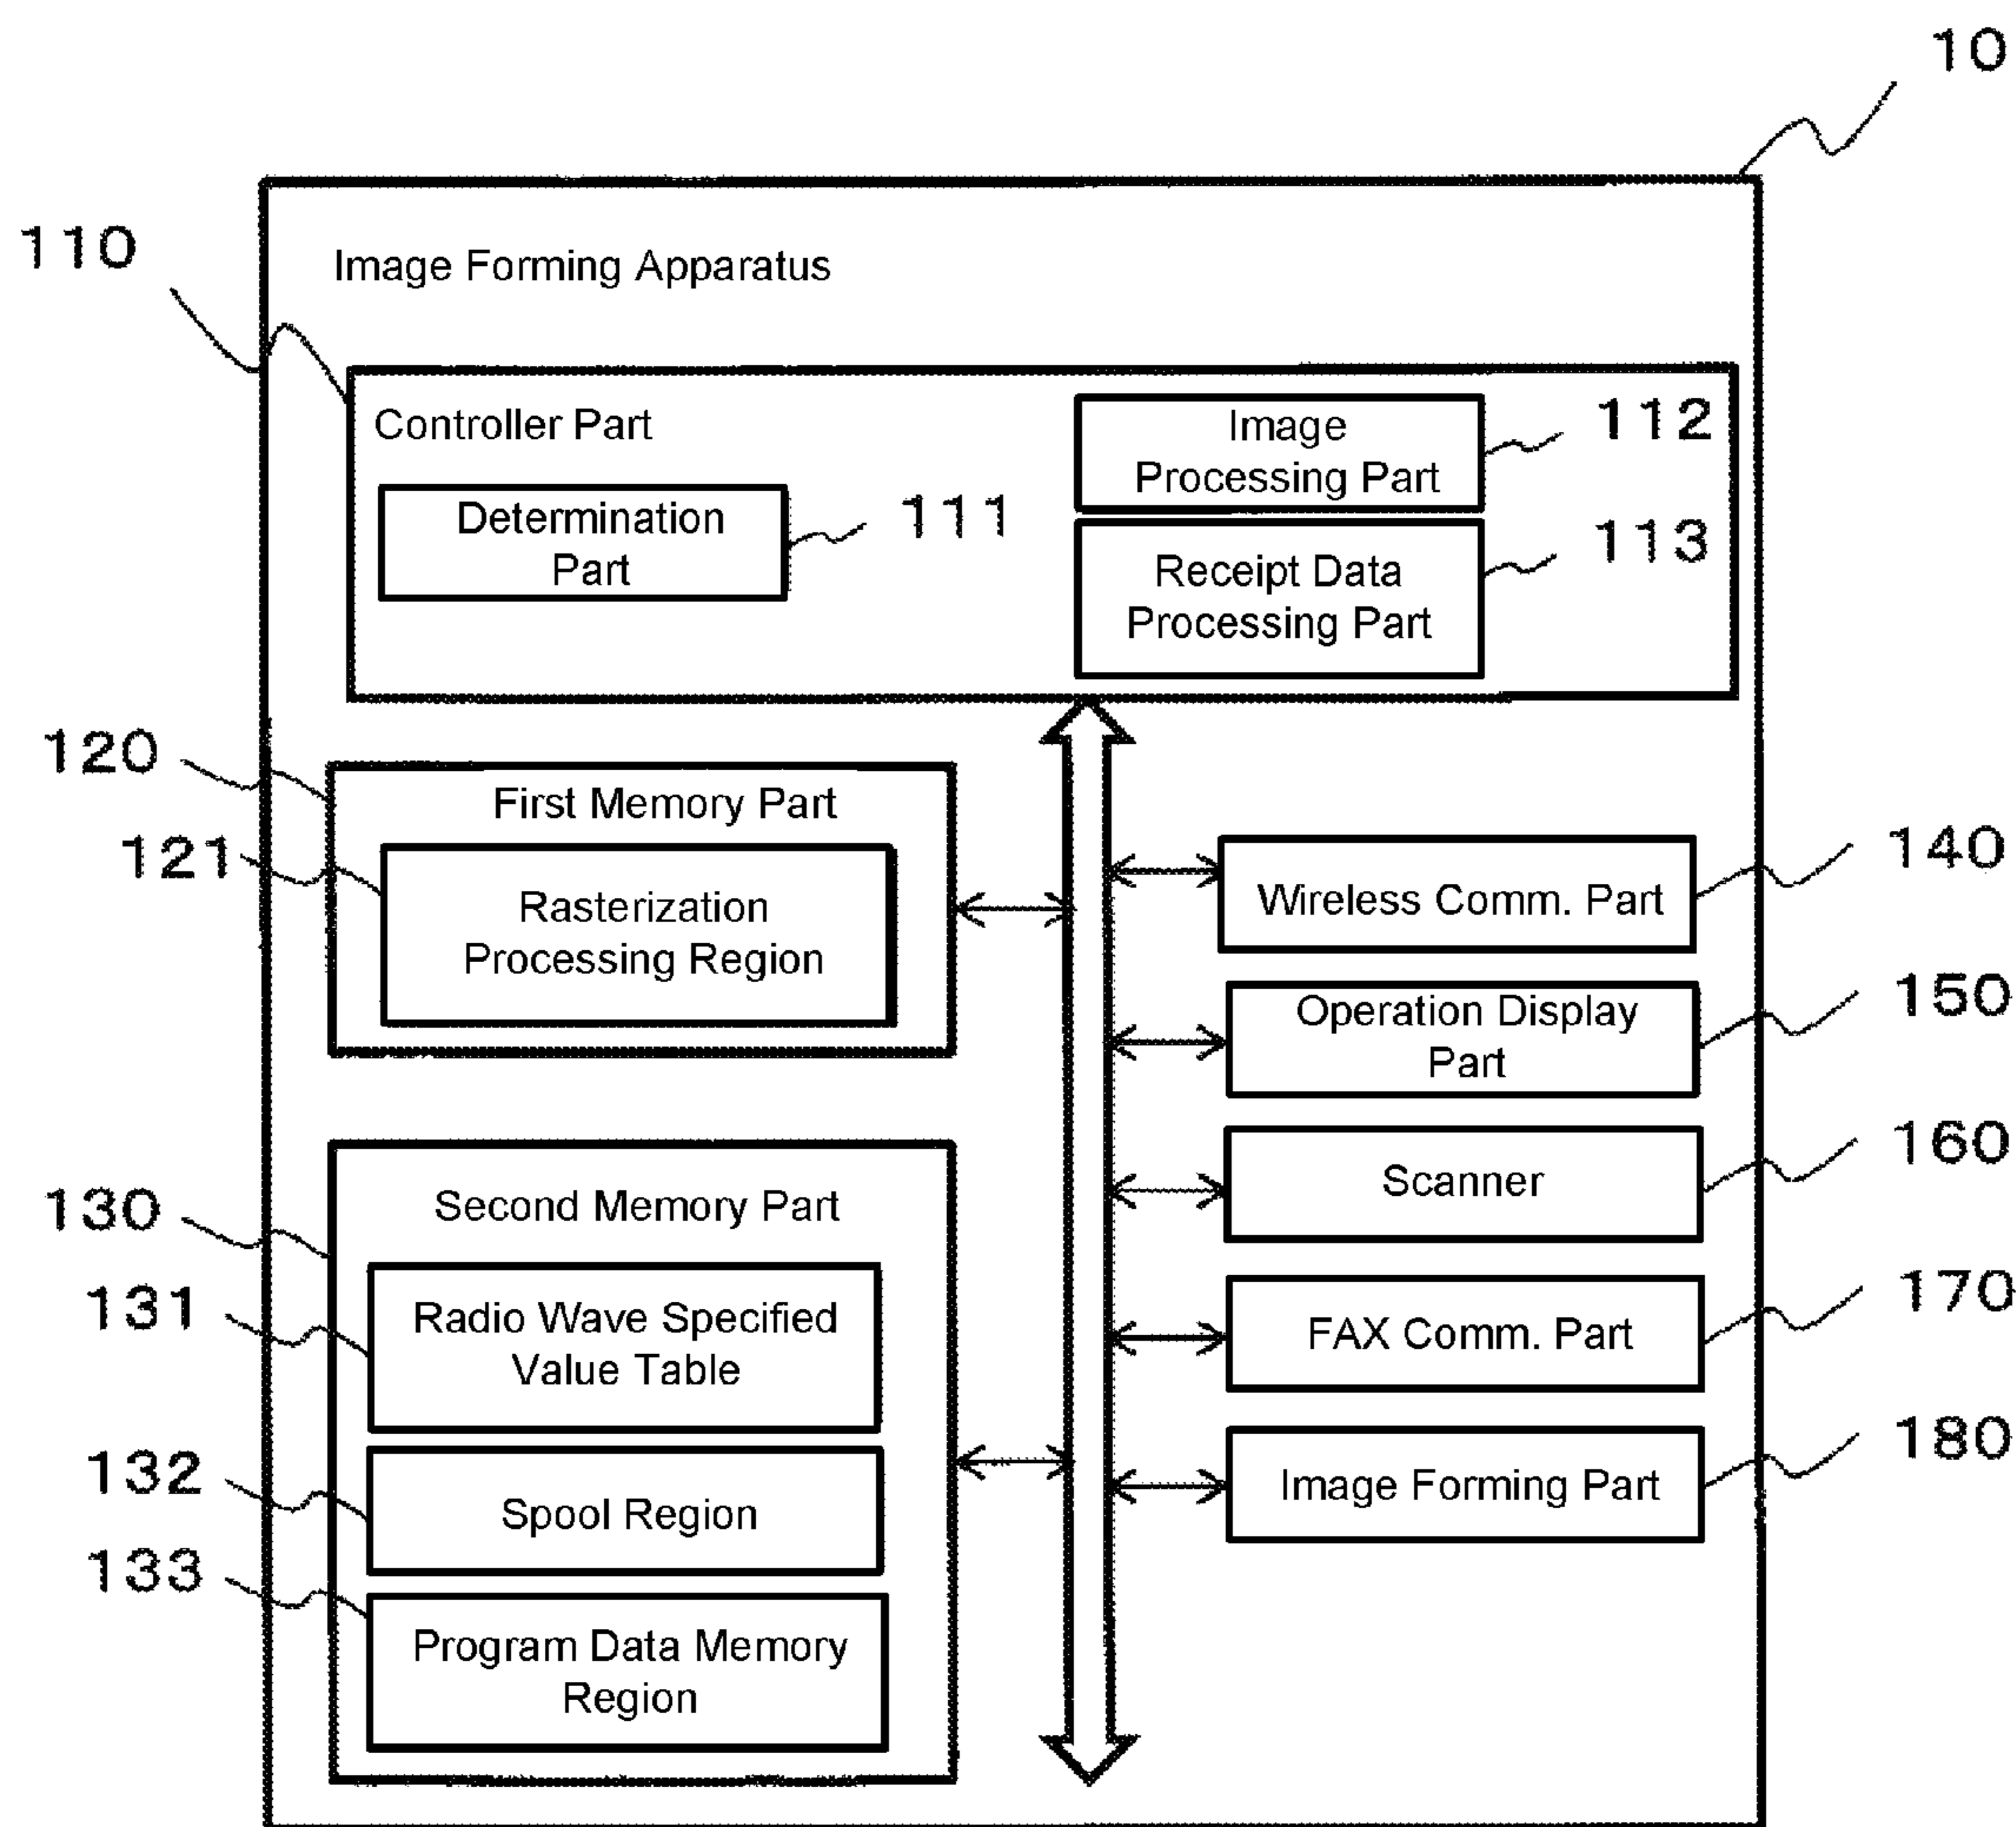 10
110
Image Forming Apparatus
Controller Part
Image
Processing Part
112
Determination
Part
111
Receipt Data
Processing Part
113
120
First Memory Part
121
Rasterization
Processing Region
Wireless Comm. Part
140
Operation Display
Part
150
Scanner
160
130
Second Memory Part
131
Radio Wave Specified
Value Table
FAX Comm. Part
170
132
Spool Region
Image Forming Part
180
133
Program Data Memory
Region